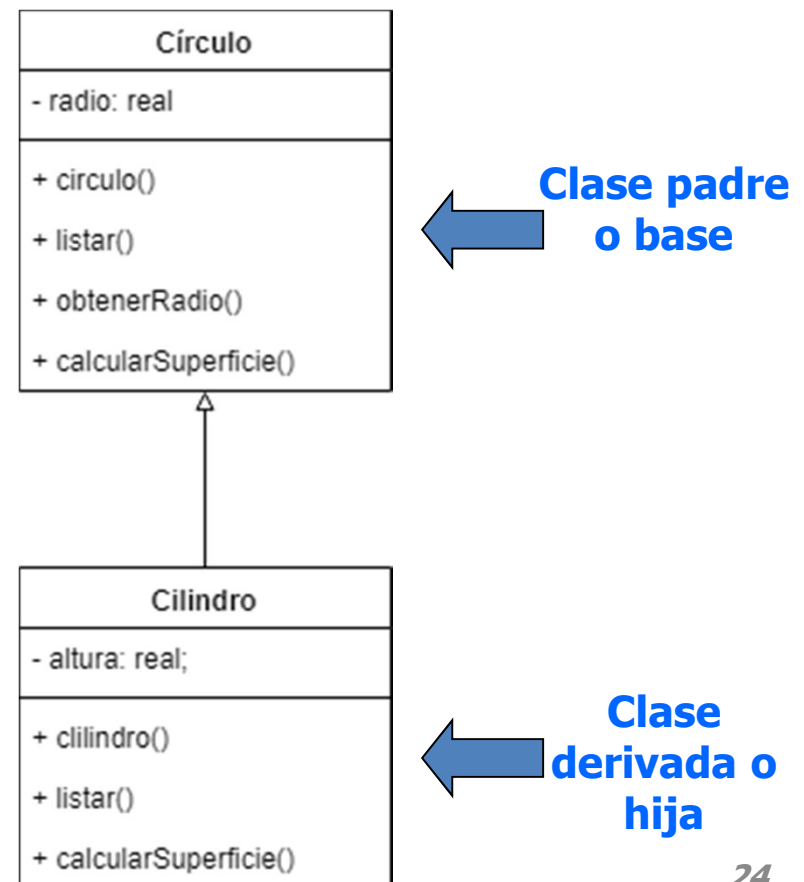 Círculo
- radio: real
+ circulo()
+ listar()
+ obtenerRadio()
+ calcularSuperficie()
Clase padre
o base
Cilindro
- altura: real;
+ clilindro()
+ listar()
+ calcularSuperficie()
Clase
derivada o
hija
24